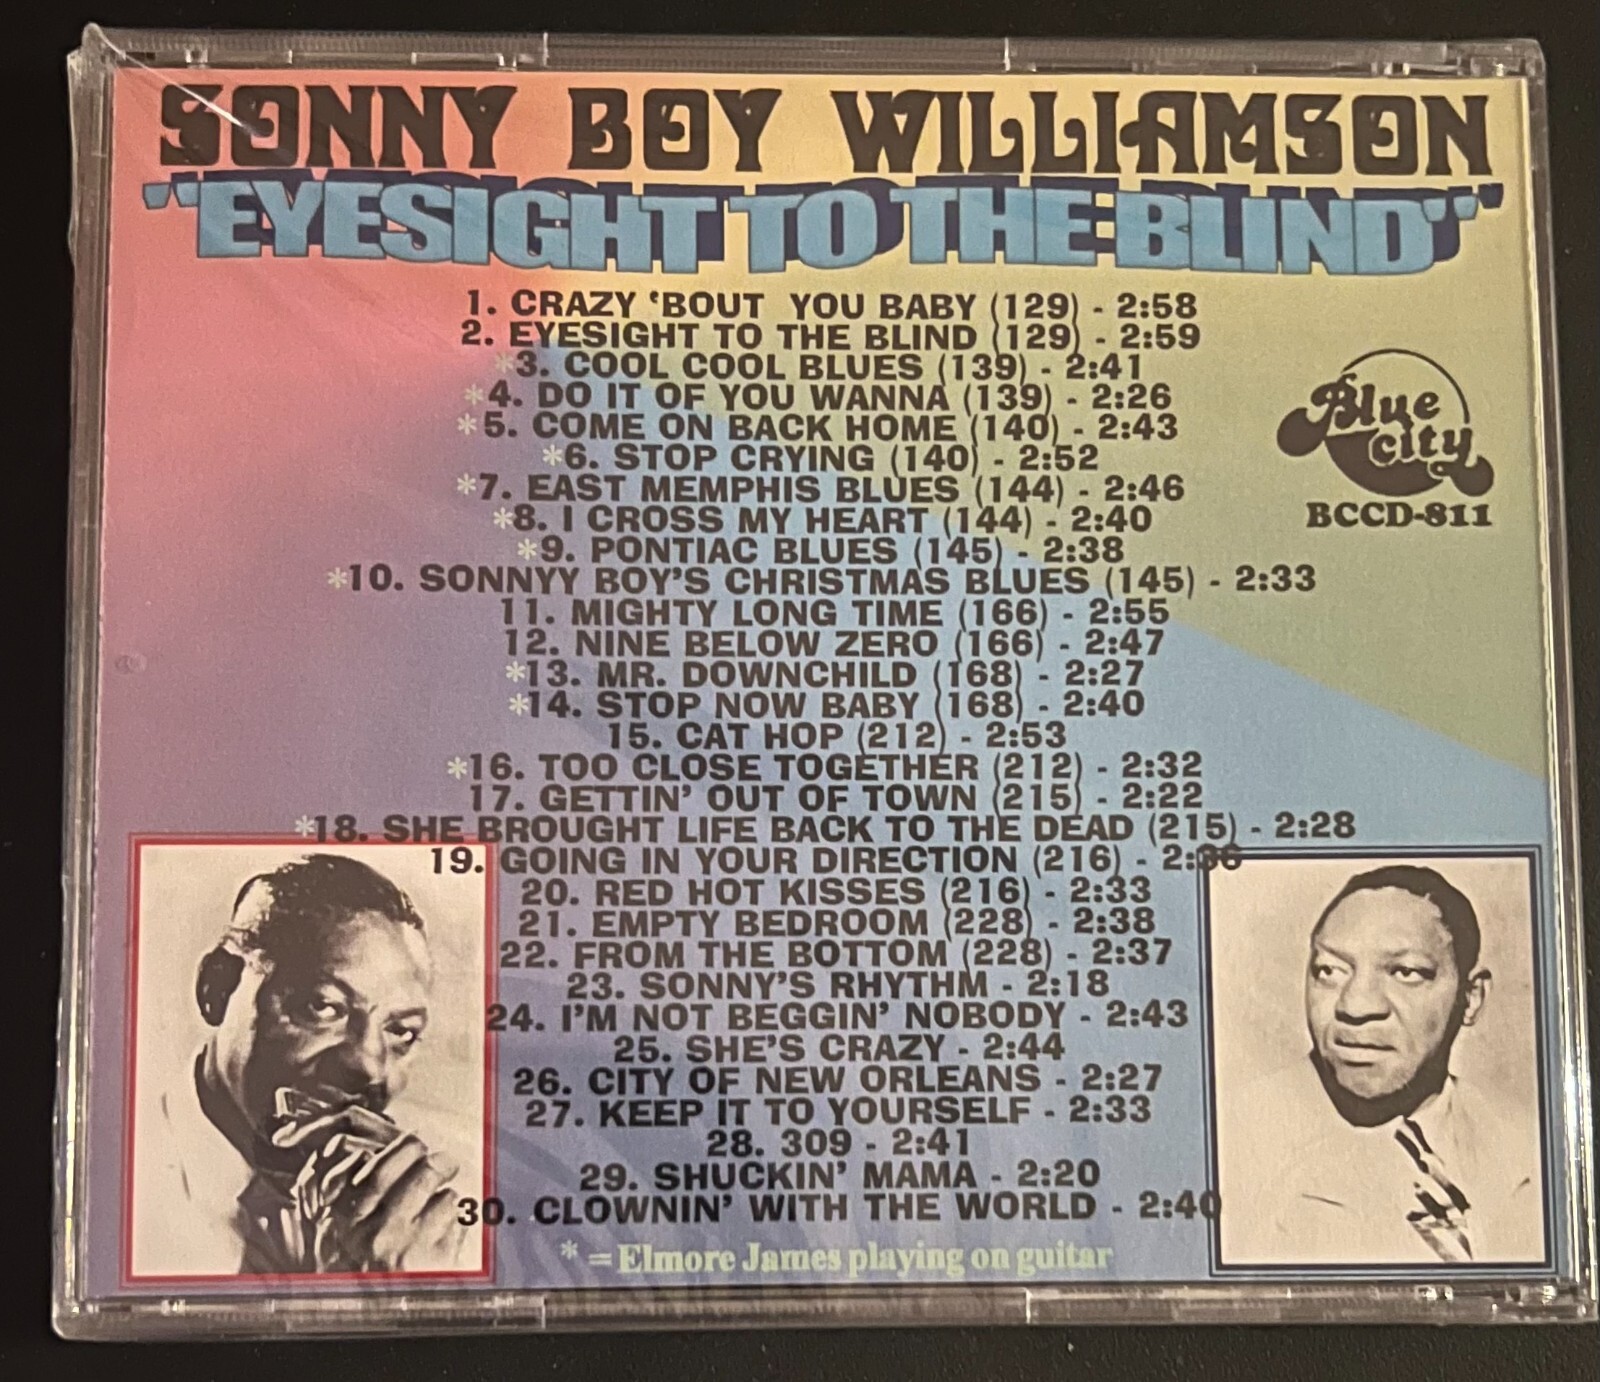 SONNY BOY WILLIAMSON
"EYESIGHT TO THE BLIND"
1. CRAZY 'BOUT YOU BABY (129) - 2:58
2. EYESIGHT TO THE BLIND (129) - 2:59
*3. COOL COOL BLUES (139) - 2:41
*4. DO IT OF YOU WANNA (139) - 2:26
*5. COME ON BACK HOME (140) - 2:43
*6. STOP CRYING (140) - 2:52
*7. EAST MEMPHIS BLUES (144) - 2:46
*8. I CROSS MY HEART (144) - 2:40
*9. PONTIAC BLUES (145) - 2:38
*10. SONNYY BOY'S CHRISTMAS BLUES (145) - 2:33
11. MIGHTY LONG TIME (166) - 2:55
12. NINE BELOW ZERO (166) - 2:47
*13. MR. DOWNCHILD (168) - 2:27
*14. STOP NOW BABY (168) - 2:40
15. CAT HOP (212) - 2:53
*16. TOO CLOSE TOGETHER (212) - 2:32
17. GETTIN' OUT OF TOWN (215) - 2:22
*18. SHE BROUGHT LIFE BACK TO THE DEAD (215) - 2:28
19. GOING IN YOUR DIRECTION (216) - 2:36
20. RED HOT KISSES (216) - 2:33
21. EMPTY BEDROOM (228) - 2:38
22. FROM THE BOTTOM (228) - 2:37
23. SONNY'S RHYTHM - 2:18
24. I'M NOT BEGGIN' NOBODY - 2:43
25. SHE'S CRAZY - 2:44
26. CITY OF NEW ORLEANS - 2:27
27. KEEP IT TO YOURSELF - 2:33
28. 309 - 2:41
29. SHUCKIN' MAMA - 2:20
30. CLOWNIN' WITH THE WORLD - 2:40
* = Elmore James playing on guitar
Blue
city
BCCD-811